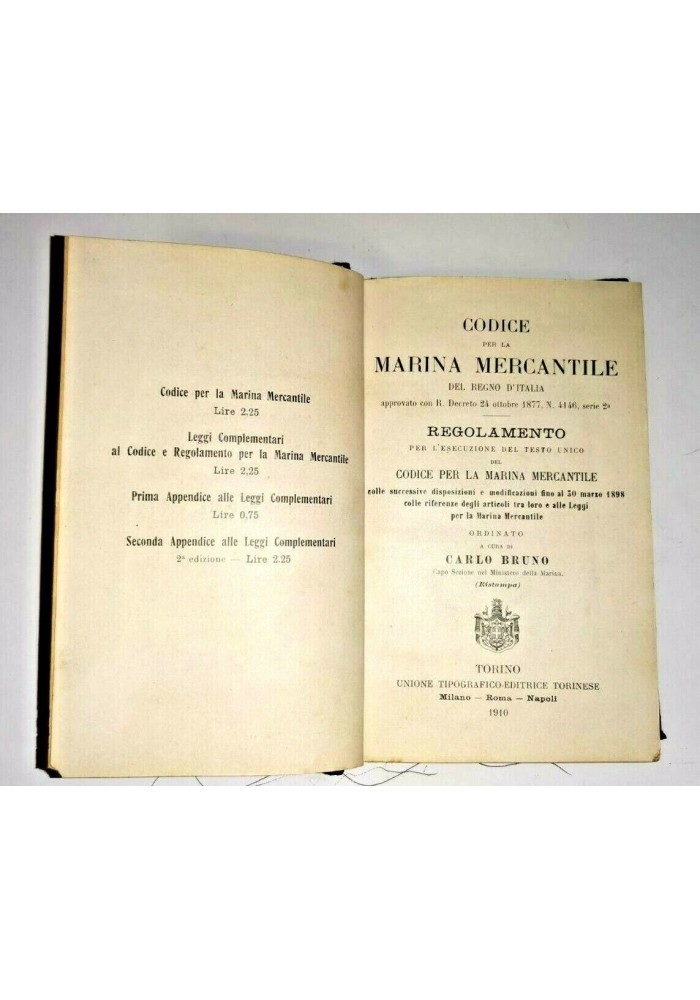 Codice per la Marina Mercantile
Lire 2.25
Leggi Complementari
al Codice e Regolamento per la Marina Mercantile
Lire 2,25
Prima Appendice alle Leggi Complementari
Lire 0,75
Seconda Appendice alle Leggi Complementari
2ª edizione — Lire 2.25
CODICE
PER LA
MARINA MERCANTILE
DEL REGNO D'ITALIA
approvato con R. Decreto 24 ottobre 1877, N. 4146, serie 2ª
REGOLAMENTO
PER L'ESECUZIONE DEL TESTO UNICO
DEL
CODICE PER LA MARINA MERCANTILE
colle successive disposizioni e modificazioni fino al 30 marzo 1898
colle riferenze degli articoli tra loro e alle Leggi
per la Marina Mercantile
ORDINATO
A CURA DI
CARLO BRUNO
Capo Sezione nel Ministero della Marina.
(Ristampa)
TORINO
UNIONE TIPOGRAFICO-EDITRICE TORINESE
Milano — Roma — Napoli
1910